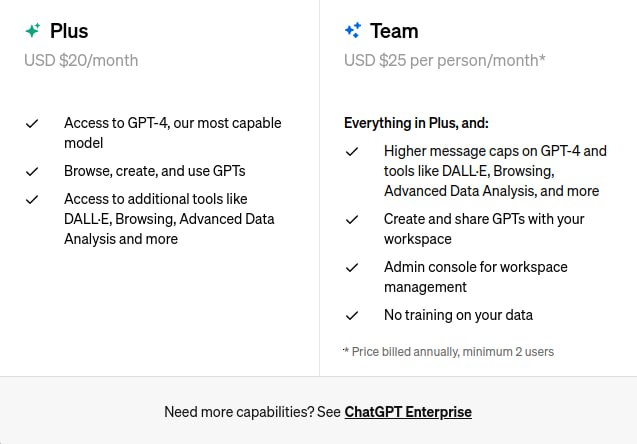 Plus
USD $20/month
Access to GPT-4, our most capable
model
Browse, create, and use GPTs
Access to additional tools like
DALL·E, Browsing, Advanced Data
Analysis and more
Team
USD $25 per person/month*
Everything in Plus, and:
Higher message caps on GPT-4 and
tools like DALL·E, Browsing,
Advanced Data Analysis, and more
Create and share GPTs with your
workspace
Admin console for workspace
management
No training on your data
* Price billed annually, minimum 2 users
Need more capabilities? See ChatGPT Enterprise